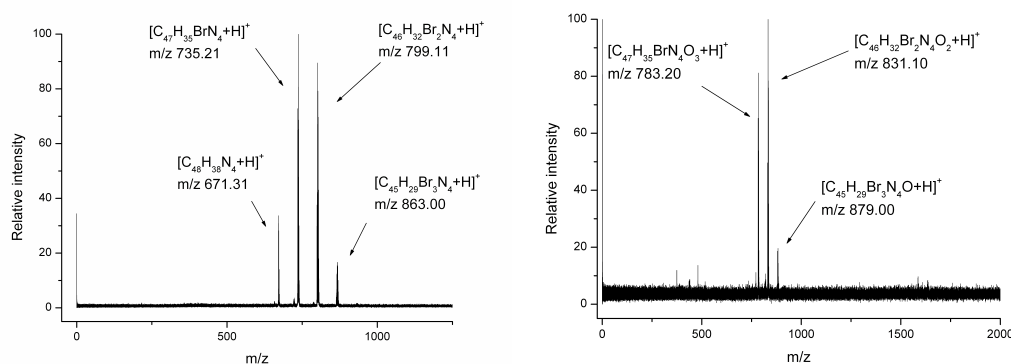 [C47H35BrN4+H]+
m/z 735.21
[C46H32Br2N4+H]+
m/z 799.11
[C48H38N4+H]+
m/z 671.31
[C45H29Br3N4+H]+
m/z 863.00
Relative intensity
100
80
60
40
20
0
0 500 1000
m/z
[C47H35BrN4O3+H]+
m/z 783.20
[C46H32Br2N4O2+H]+
m/z 831.10
[C45H29Br3N4O+H]+
m/z 879.00
Relative intensity
100
80
60
40
20
0
0 500 1000 1500 2000
m/z